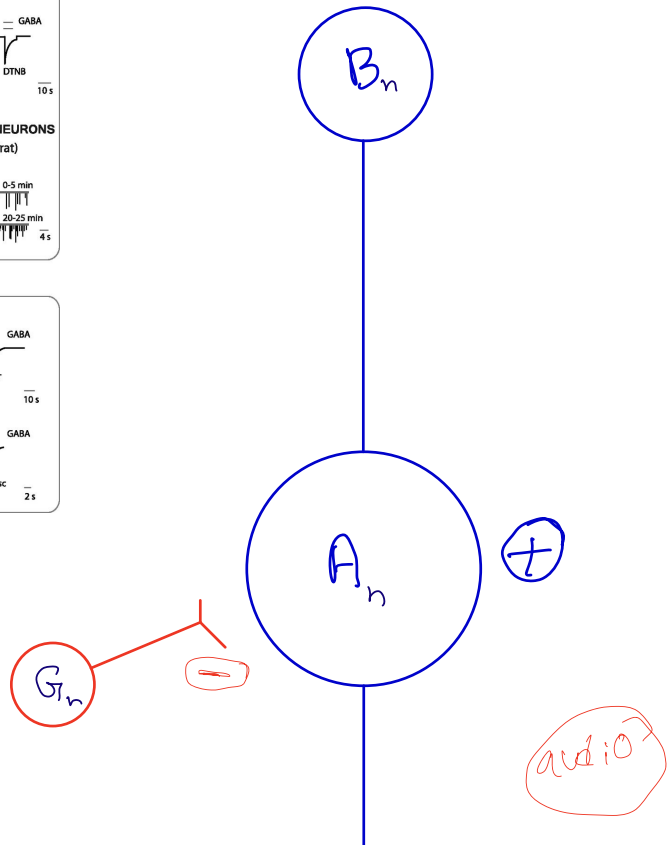 GABA
DTNB
10 s
NEURONS
rat)
0-5 min
20-25 min
4 s
GABA
10 s
GABA
sc
2 s
Bn
An
+
Gn
−
audio?